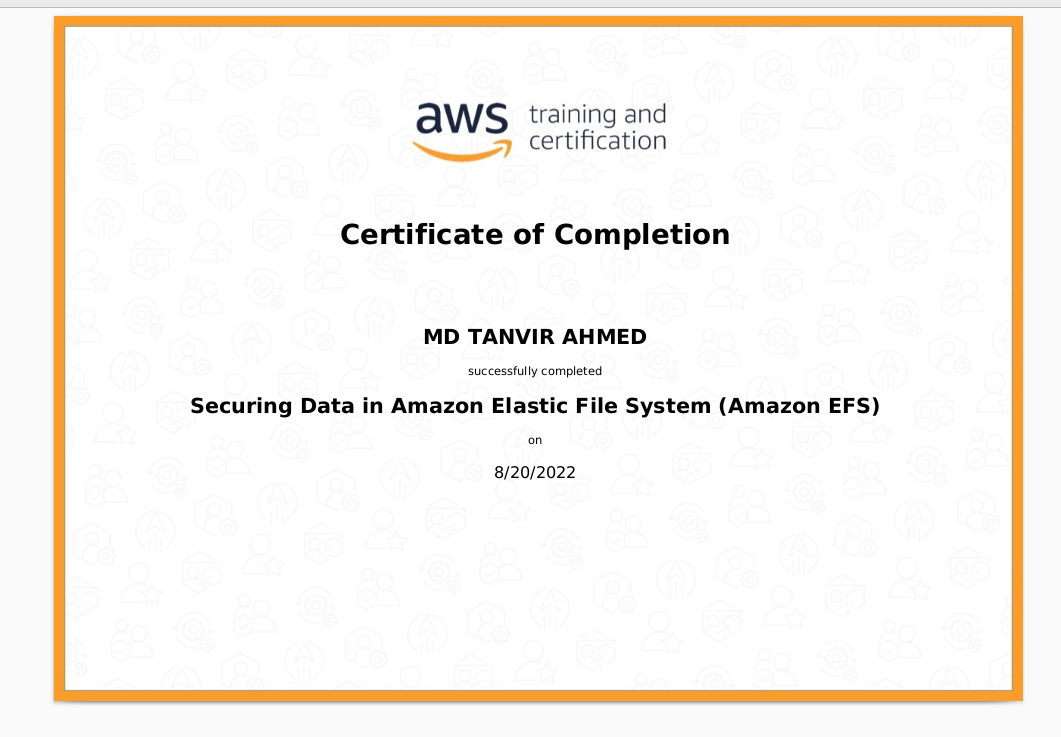 aws training and
certification
Certificate of Completion
MD TANVIR AHMED
successfully completed
Securing Data in Amazon Elastic File System (Amazon EFS)
on
8/20/2022